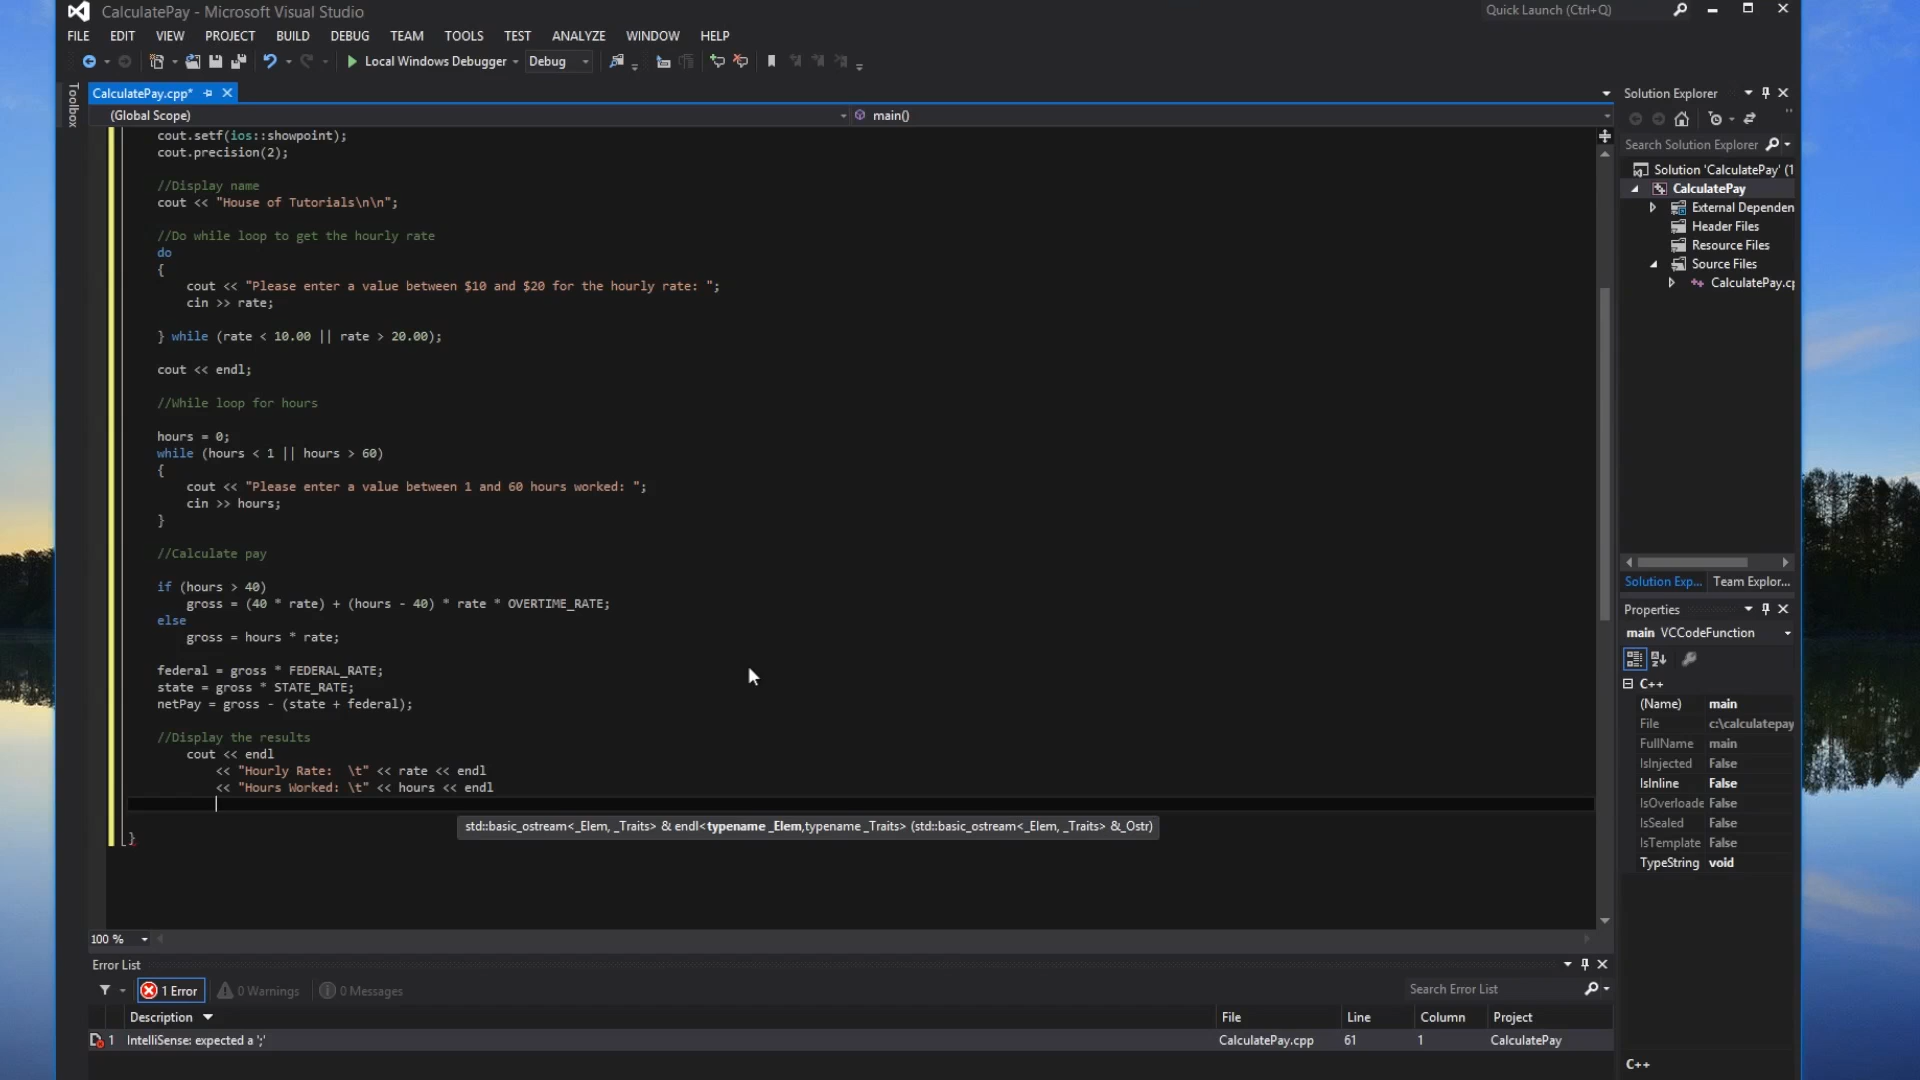 CalculatePay - Microsoft Visual Studio
Quick Launch (Ctrl+Q)
FILE EDIT VIEW PROJECT BUILD DEBUG TEAM TOOLS TEST ANALYZE WINDOW HELP
Local Windows Debugger Debug
Toolbox
CalculatePay.cpp*
(Global Scope) main()
cout.setf(ios::showpoint);
cout.precision(2);
//Display name
cout << "House of Tutorials\n\n";
//Do while loop to get the hourly rate
do
{
cout << "Please enter a value between $10 and $20 for the hourly rate: ";
cin >> rate;
} while (rate < 10.00 || rate > 20.00);
cout << endl;
//While loop for hours
hours = 0;
while (hours < 1 || hours > 60)
{
cout << "Please enter a value between 1 and 60 hours worked: ";
cin >> hours;
}
//Calculate pay
if (hours > 40)
gross = (40 * rate) + (hours - 40) * rate * OVERTIME_RATE;
else
gross = hours * rate;
federal = gross * FEDERAL_RATE;
state = gross * STATE_RATE;
netPay = gross - (state + federal);
//Display the results
cout << endl
<< "Hourly Rate:  \t" << rate << endl
<< "Hours Worked: \t" << hours << endl
std::basic_ostream<_Elem, _Traits> & endl<typename _Elem,typename _Traits> (std::basic_ostream<_Elem, _Traits> &_Ostr)
}
100 %
Error List
1 Error 0 Warnings 0 Messages
Search Error List
Description File Line Column Project
1 IntelliSense: expected a ';' CalculatePay.cpp 61 1 CalculatePay
Solution Explorer
Search Solution Explorer
Solution 'CalculatePay' (1
CalculatePay
External Dependen
Header Files
Resource Files
Source Files
CalculatePay.cp
Solution Exp... Team Explor...
Properties
main VCCodeFunction
C++
(Name) main
File c:\calculatepay
FullName main
IsInjected False
IsInline False
IsOverloade False
IsSealed False
IsTemplate False
TypeString void
C++